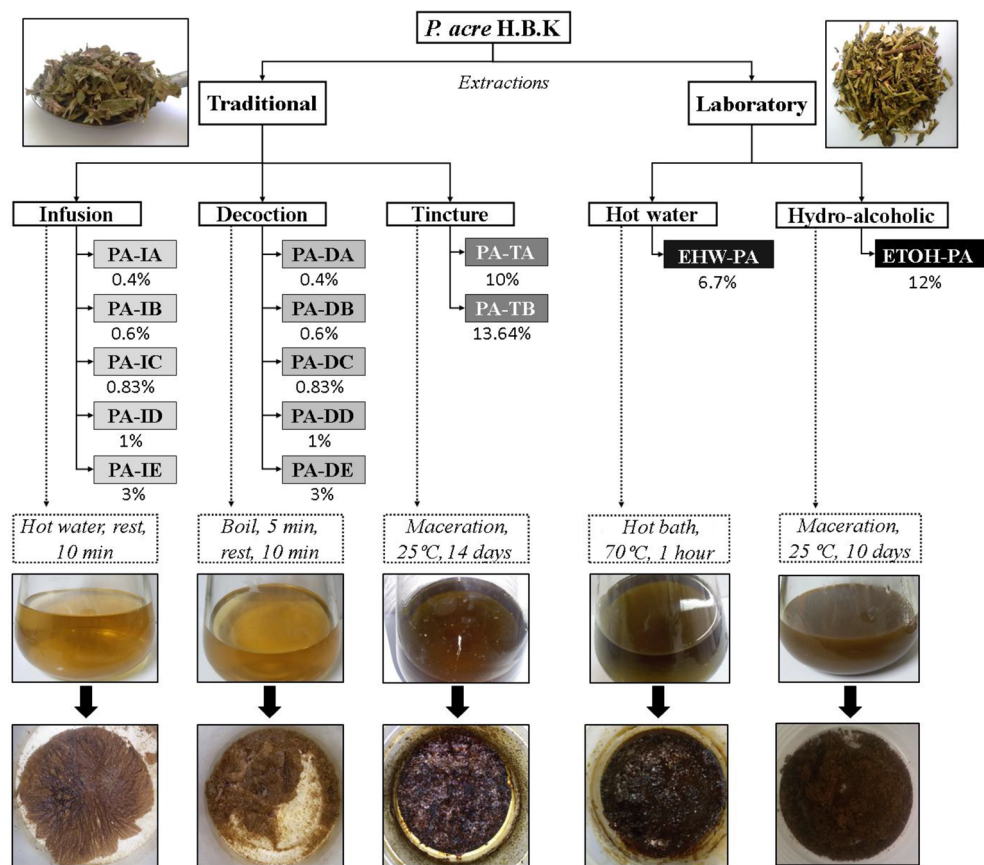 P. acre H.B.K
Extractions
Traditional
Laboratory
Infusion
PA-IA
0.4%
PA-IB
0.6%
PA-IC
0.83%
PA-ID
1%
PA-IE
3%
Hot water, rest,
10 min
Decoction
PA-DA
0.4%
PA-DB
0.6%
PA-DC
0.83%
PA-DD
1%
PA-DE
3%
Boil, 5 min,
rest, 10 min
Tincture
PA-TA
10%
PA-TB
13.64%
Maceration,
25 ºC, 14 days
Hot water
EHW-PA
6.7%
Hot bath,
70 ºC, 1 hour
Hydro-alcoholic
ETOH-PA
12%
Maceration,
25 ºC, 10 days